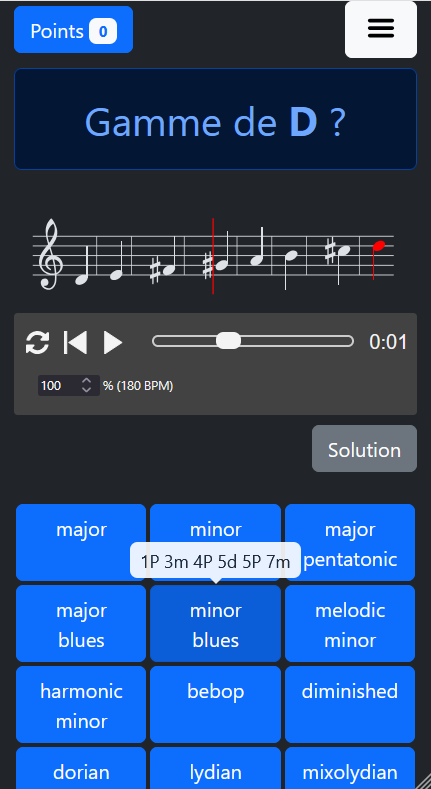 Points 0
Gamme de D ?
0:01
100 % (180 BPM)
Solution
major
minor
major
pentatonic
1P 3m 4P 5d 5P 7m
major
blues
minor
blues
melodic
minor
harmonic
minor
bebop
diminished
dorian
lydian
mixolydian